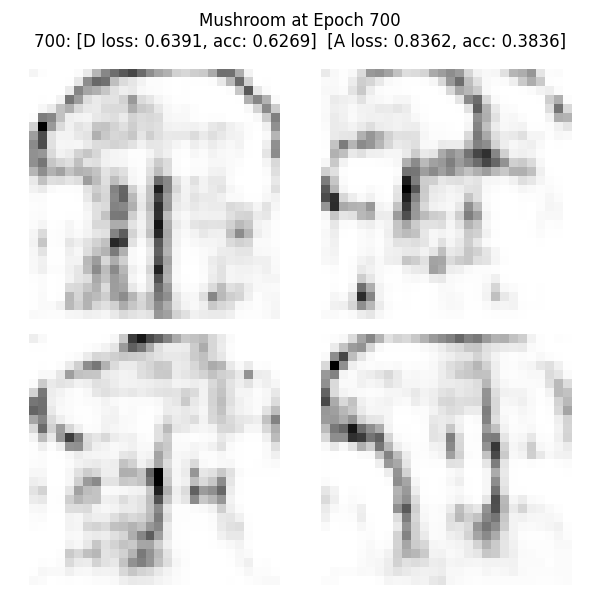 Mushroom at Epoch 700
700: [D loss: 0.6391, acc: 0.6269]  [A loss: 0.8362, acc: 0.3836]